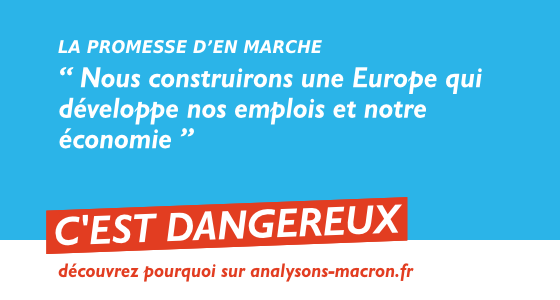 LA PROMESSE D’EN MARCHE
“ Nous construirons une Europe qui
développe nos emplois et notre
économie ”
C'EST DANGEREUX
découvrez pourquoi sur analysons-macron.fr